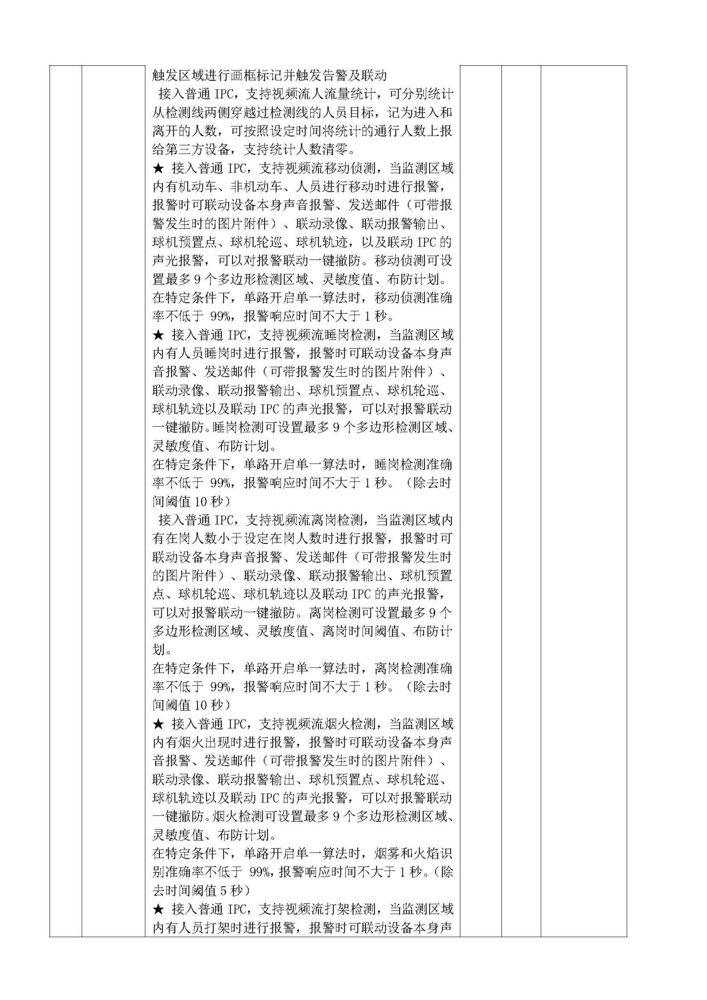 触发区域进行画框标记并触发告警及联动
接入普通 IPC，支持视频流人流量统计，可分别统计
从检测线两侧穿越过检测线的人员目标，记为进入和
离开的人数，可按照设定时间将统计的通行人数上报
给第三方设备，支持统计人数清零。
★ 接入普通 IPC，支持视频流移动侦测，当监测区域
内有机动车、非机动车、人员进行移动时进行报警，
报警时可联动设备本身声音报警、发送邮件（可带报
警发生时的图片附件）、联动录像、联动报警输出、
球机预置点、球机轮巡、球机轨迹，以及联动 IPC 的
声光报警，可以对报警联动一键撤防。移动侦测可设
置最多 9 个多边形检测区域、灵敏度值、布防计划。
在特定条件下，单路开启单一算法时，移动侦测准确
率不低于 99%，报警响应时间不大于 1 秒。
★ 接入普通 IPC，支持视频流睡岗检测，当监测区域
内有人员睡岗时进行报警，报警时可联动设备本身声
音报警、发送邮件（可带报警发生时的图片附件）、
联动录像、联动报警输出、球机预置点、球机轮巡、
球机轨迹以及联动 IPC 的声光报警，可以对报警联动
一键撤防。睡岗检测可设置最多 9 个多边形检测区域、
灵敏度值、布防计划。
在特定条件下，单路开启单一算法时，睡岗检测准确
率不低于 99%，报警响应时间不大于 1 秒。（除去时
间阈值 10 秒）
接入普通 IPC，支持视频流离岗检测，当监测区域内
有在岗人数小于设定在岗人数时进行报警，报警时可
联动设备本身声音报警、发送邮件（可带报警发生时
的图片附件）、联动录像、联动报警输出、球机预置
点、球机轮巡、球机轨迹以及联动 IPC 的声光报警，
可以对报警联动一键撤防。离岗检测可设置最多 9 个
多边形检测区域、灵敏度值、离岗时间阈值、布防计
划。
在特定条件下，单路开启单一算法时，离岗检测准确
率不低于 99%，报警响应时间不大于 1 秒。（除去时
间阈值 10 秒）
★ 接入普通 IPC，支持视频流烟火检测，当监测区域
内有烟火出现时进行报警，报警时可联动设备本身声
音报警、发送邮件（可带报警发生时的图片附件）、
联动录像、联动报警输出、球机预置点、球机轮巡、
球机轨迹以及联动 IPC 的声光报警，可以对报警联动
一键撤防。烟火检测可设置最多 9 个多边形检测区域、
灵敏度值、布防计划。
在特定条件下，单路开启单一算法时，烟雾和火焰识
别准确率不低于 99%，报警响应时间不大于 1 秒。（除
去时间阈值 5 秒）
★ 接入普通 IPC，支持视频流打架检测，当监测区域
内有人员打架时进行报警，报警时可联动设备本身声